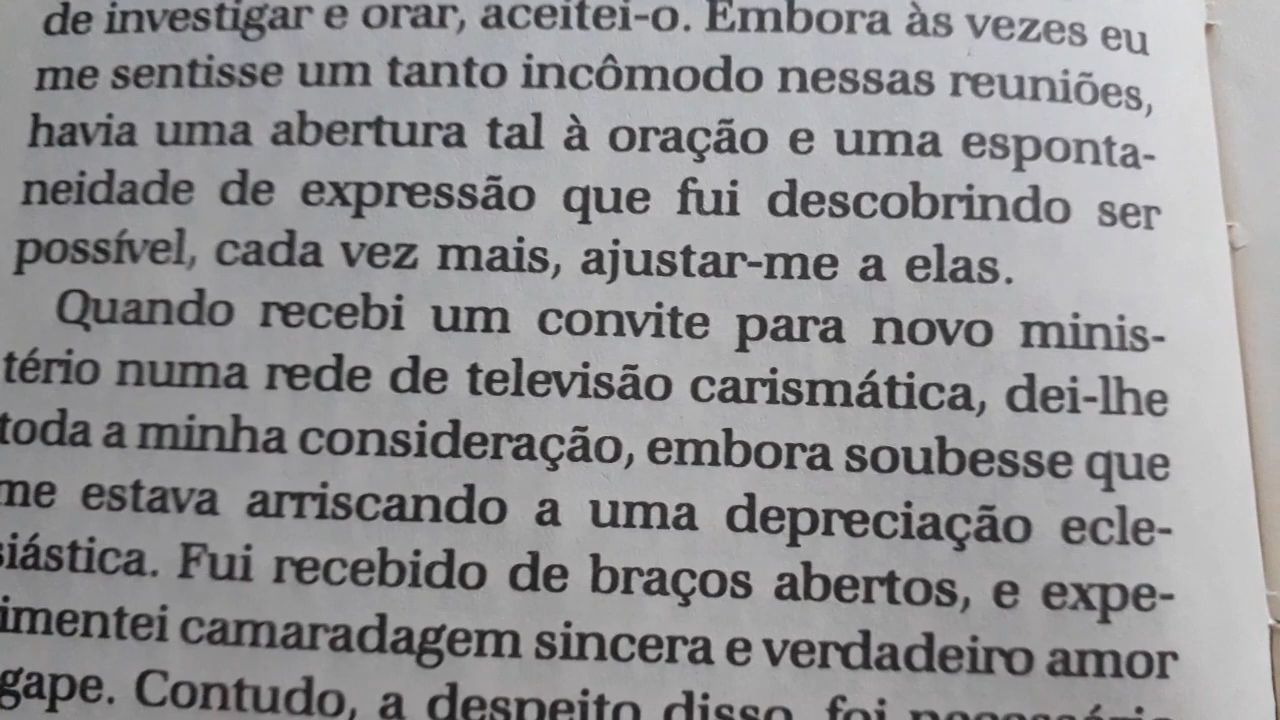 de investigar e orar, aceitei-o. Embora às vezes eu
me sentisse um tanto incômodo nessas reuniões,
havia uma abertura tal à oração e uma esponta-
neidade de expressão que fui descobrindo ser
possível, cada vez mais, ajustar-me a elas.
Quando recebi um convite para novo minis-
tério numa rede de televisão carismática, dei-lhe
toda a minha consideração, embora soubesse que
me estava arriscando a uma depreciação ecle-
siástica. Fui recebido de braços abertos, e expe-
imentei camaradagem sincera e verdadeiro amor
gape. Contudo, a despeito disso, foi